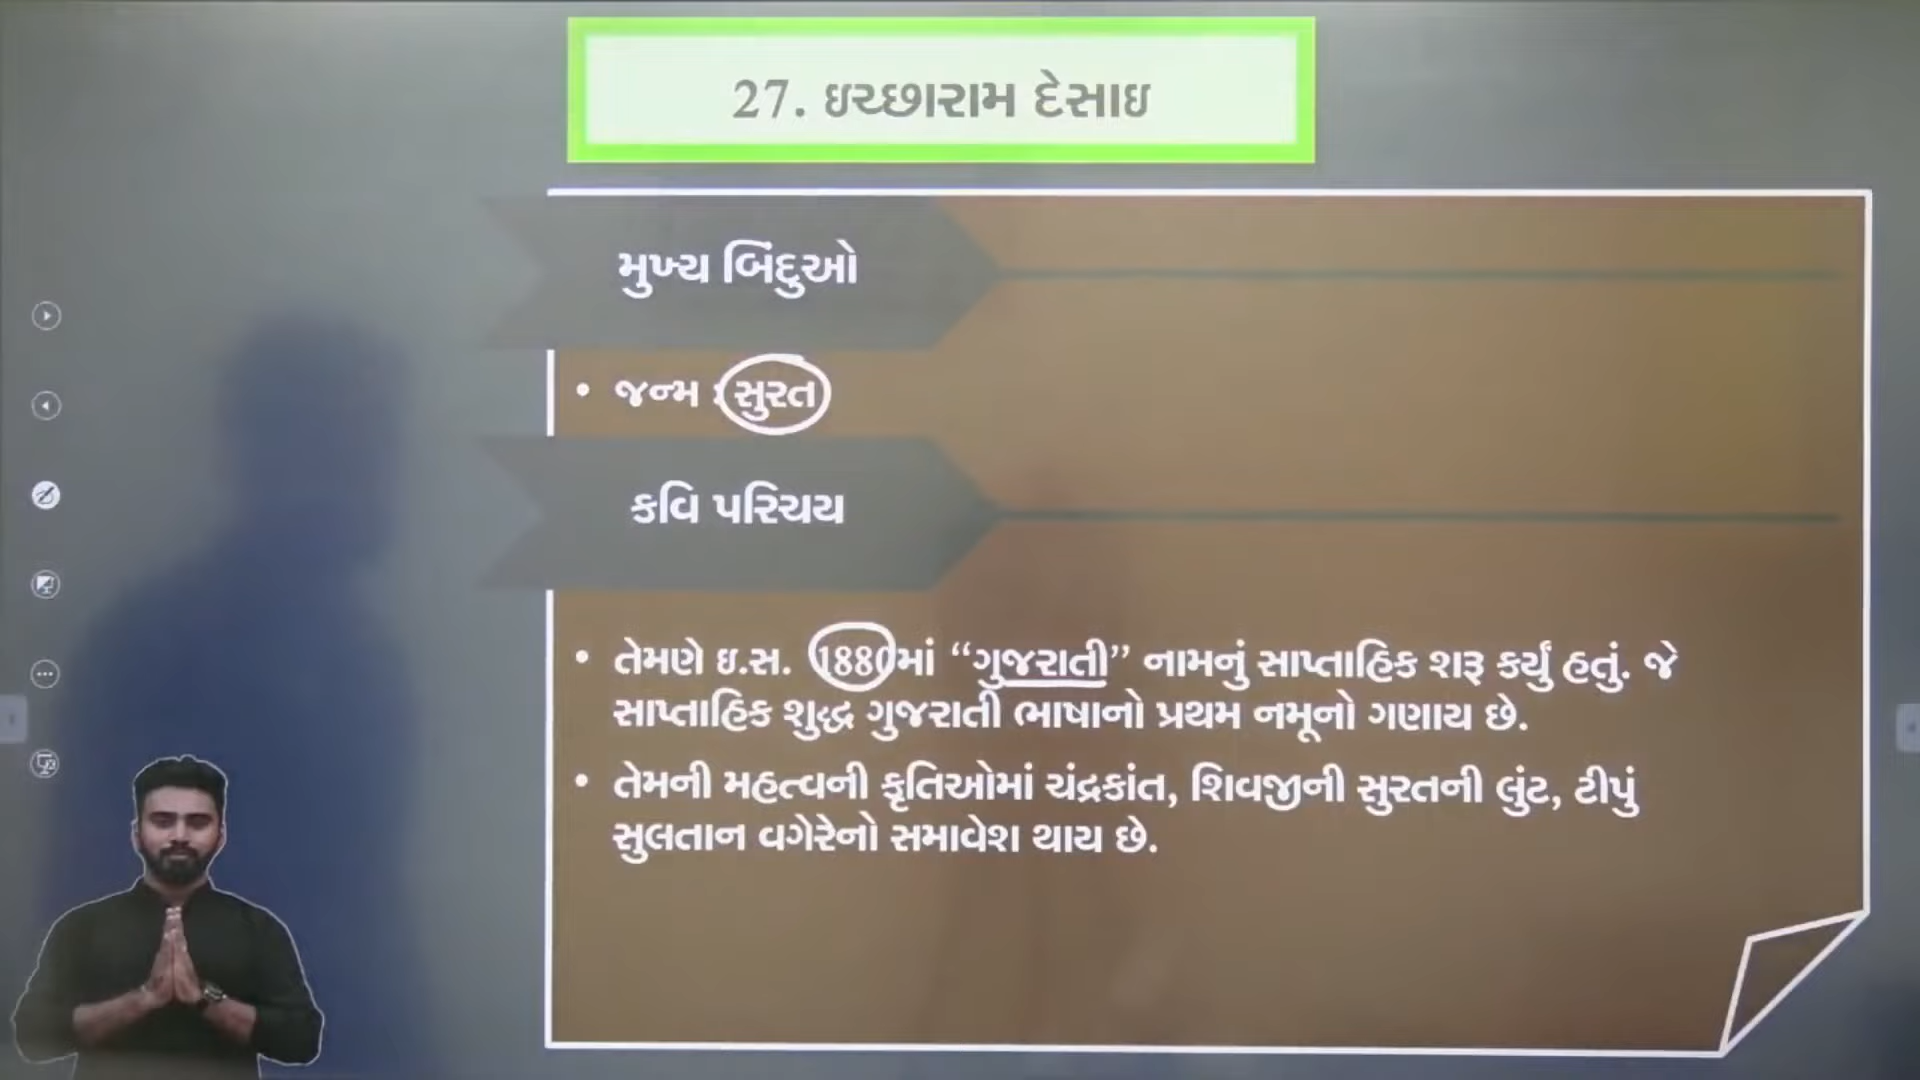 27. ઇચ્છારામ દેસાઇ
મુખ્ય બિંદુઓ
• જન્મ : સુરત
કવિ પરિચય
• તેમણે ઇ.સ. 1880માં “ગુજરાતી” નામનું સાપ્તાહિક શરૂ કર્યું હતું. જે
સાપ્તાહિક શુદ્ધ ગુજરાતી ભાષાનો પ્રથમ નમૂનો ગણાય છે.
• તેમની મહત્વની કૃતિઓમાં ચંદ્રકાંત, શિવજીની સુરતની લુંટ, ટીપું
સુલતાન વગેરેનો સમાવેશ થાય છે.